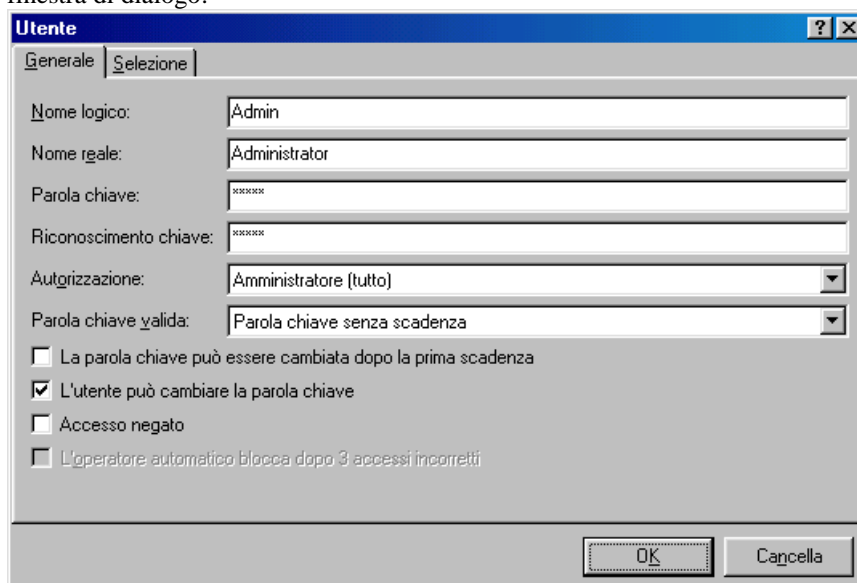 finestra di dialogo:
Utente
Generale Selezione
Nome logico: Admin
Nome reale: Administrator
Parola chiave: *****
Riconoscimento chiave: *****
Autorizzazione: Amministratore (tutto)
Parola chiave valida: Parola chiave senza scadenza
La parola chiave può essere cambiata dopo la prima scadenza
L'utente può cambiare la parola chiave
Accesso negato
L'operatore automatico blocca dopo 3 accessi incorretti
OK Cancella